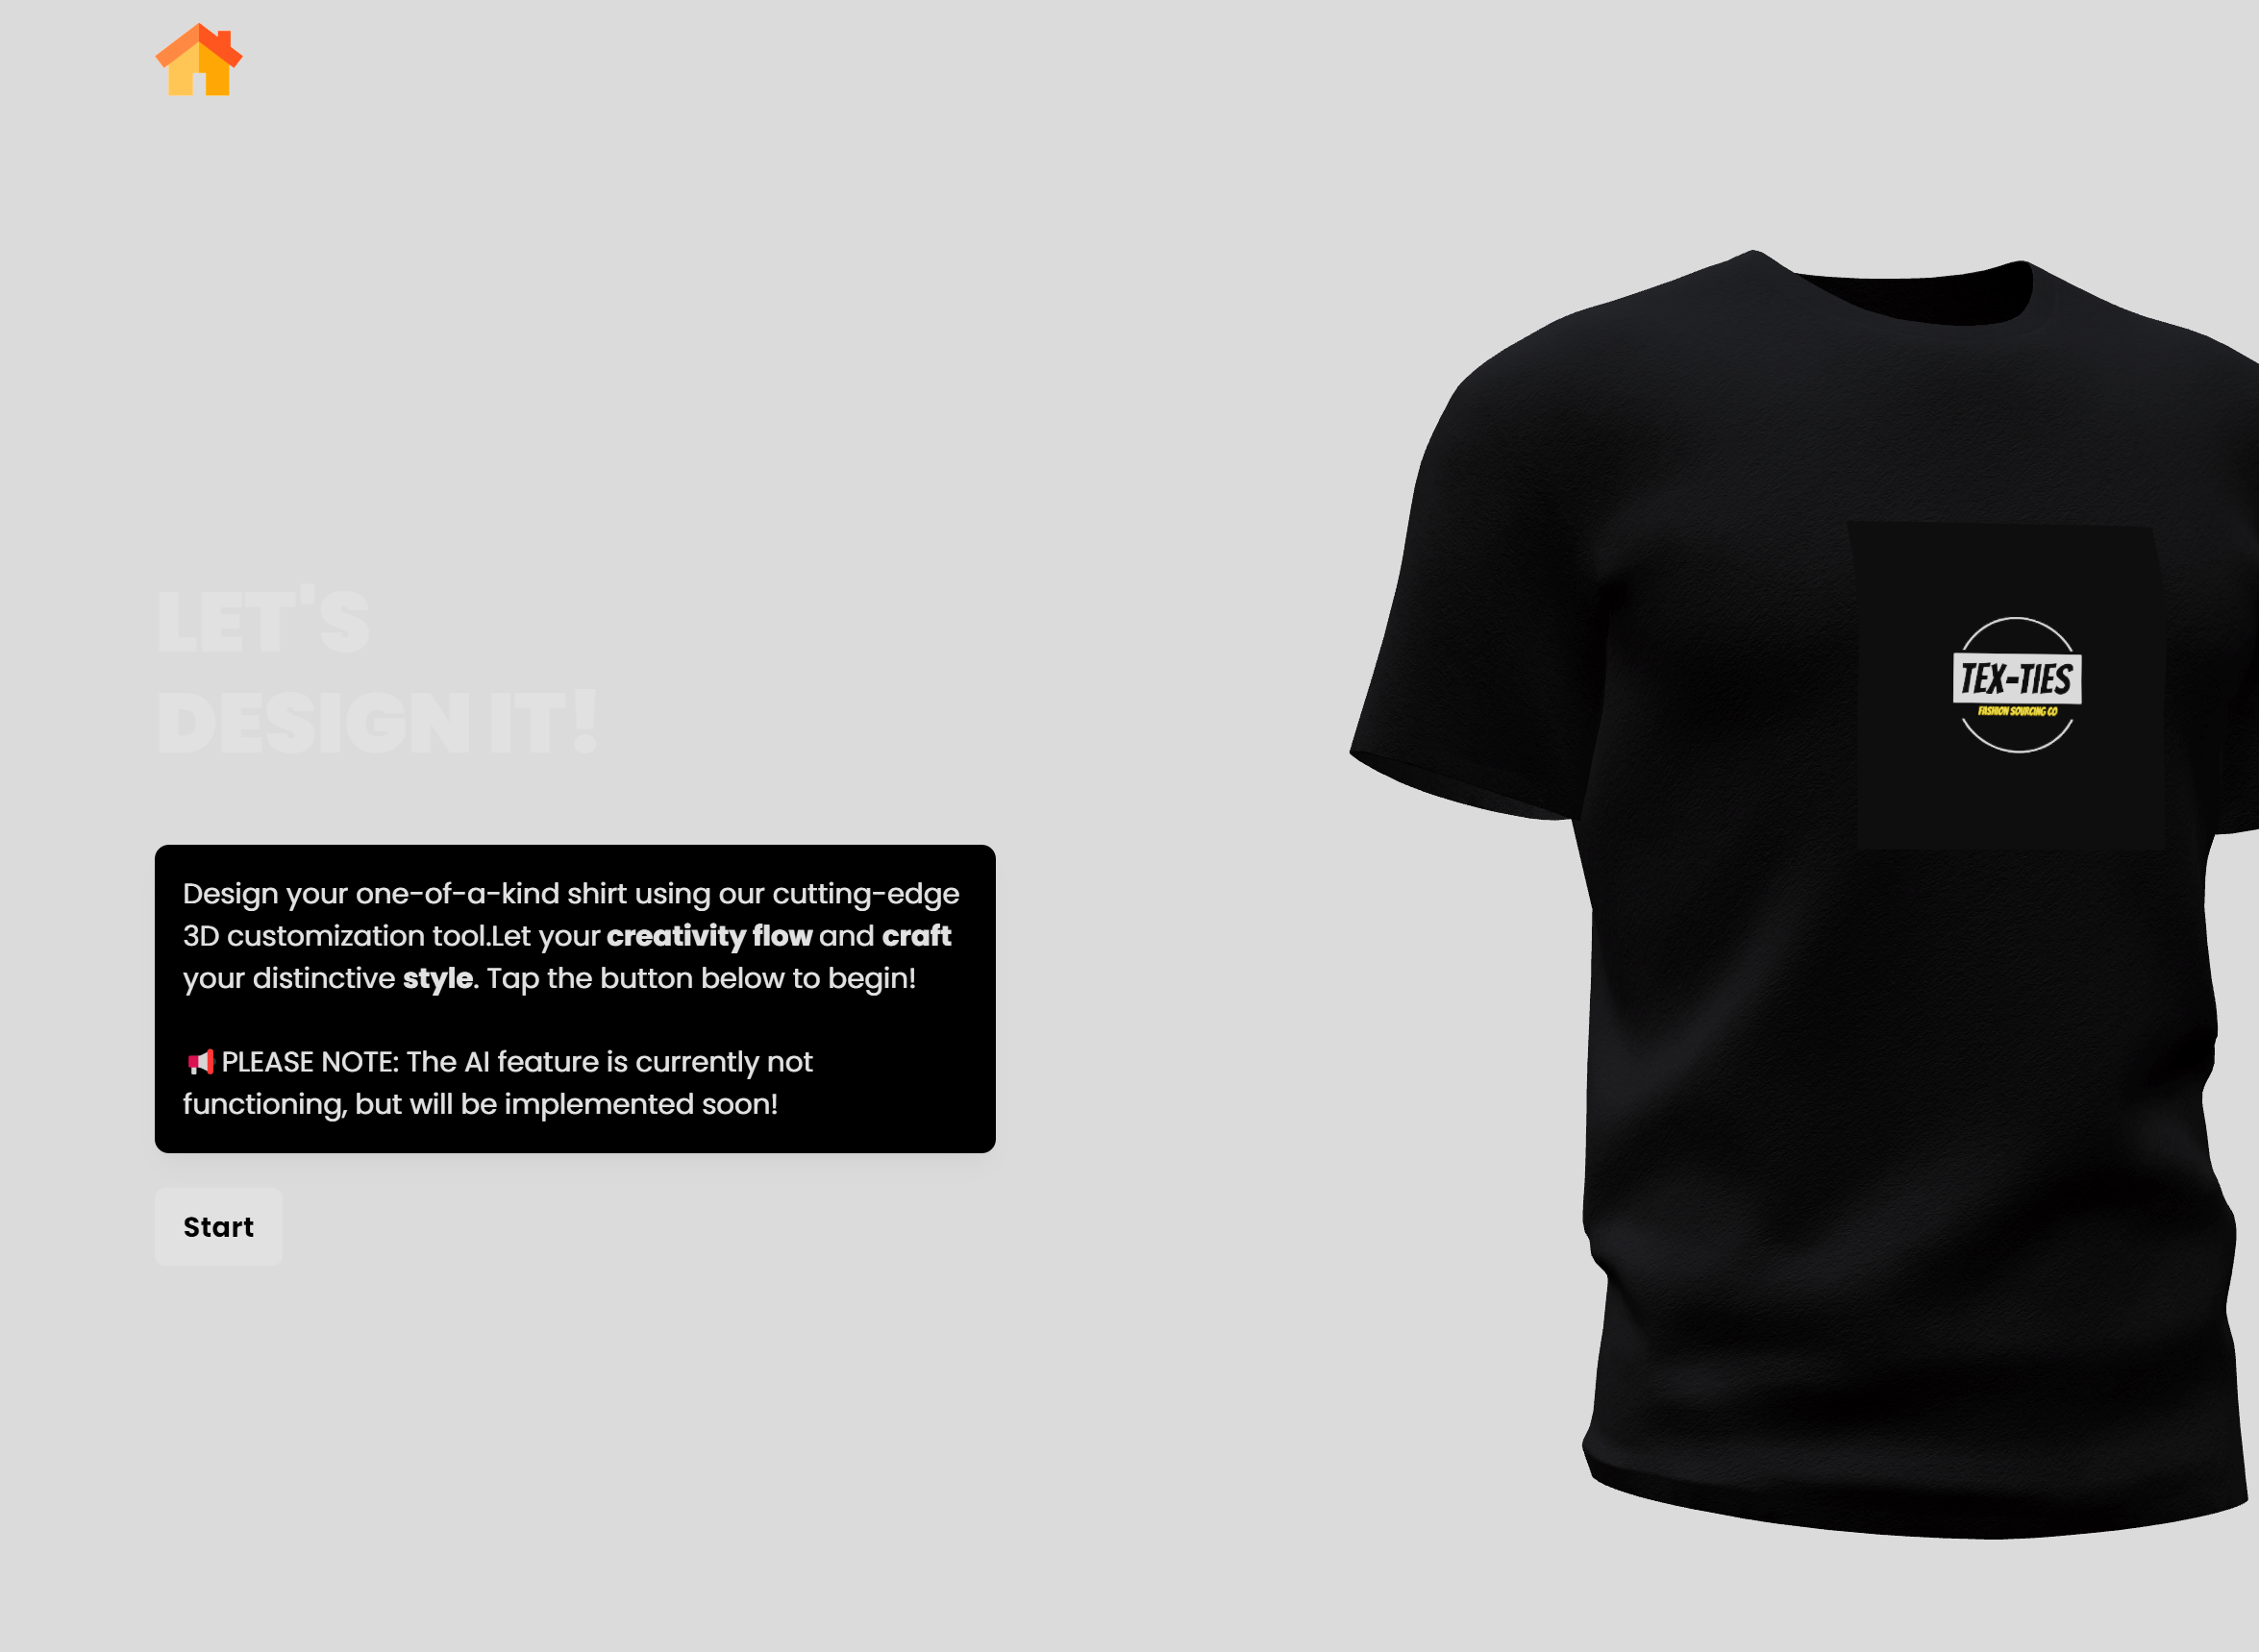 LET'S
DESIGN IT!
Design your one-of-a-kind shirt using our cutting-edge
3D customization tool.Let your creativity flow and craft
your distinctive style. Tap the button below to begin!
📢PLEASE NOTE: The AI feature is currently not
functioning, but will be implemented soon!
Start
TEX-TIES
FASHION SOURCING CO